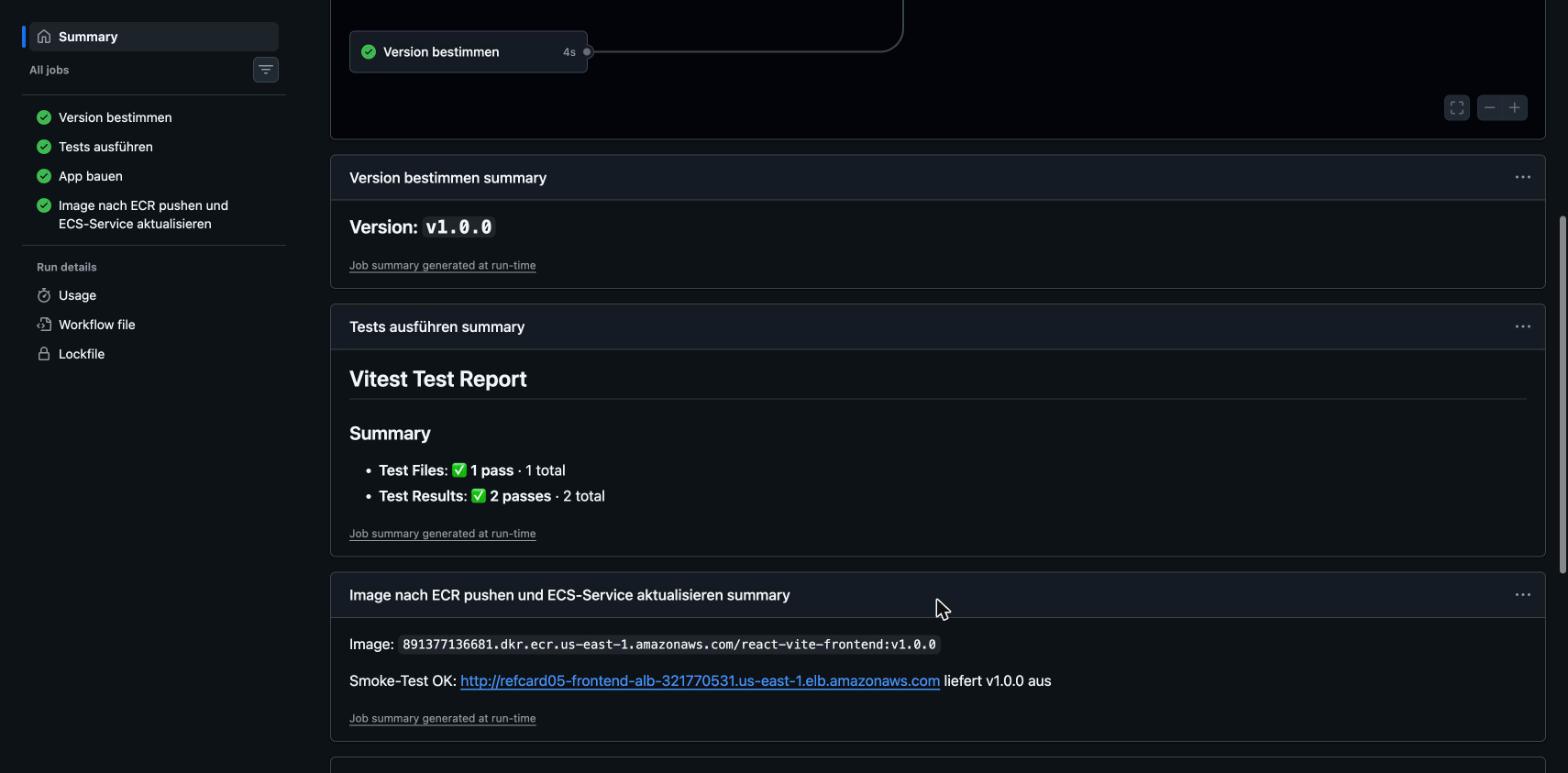 Summary
All jobs
Version bestimmen
Tests ausführen
App bauen
Image nach ECR pushen und
ECS-Service aktualisieren
Run details
Usage
Workflow file
Lockfile
Version bestimmen 4s
Version bestimmen summary
Version: v1.0.0
Job summary generated at run-time
Tests ausführen summary
Vitest Test Report
Summary
• Test Files: ✅ 1 pass · 1 total
• Test Results: ✅ 2 passes · 2 total
Job summary generated at run-time
Image nach ECR pushen und ECS-Service aktualisieren summary
Image: 891377136681.dkr.ecr.us-east-1.amazonaws.com/react-vite-frontend:v1.0.0
Smoke-Test OK: http://refcard05-frontend-alb-321770531.us-east-1.elb.amazonaws.com liefert v1.0.0 aus
Job summary generated at run-time